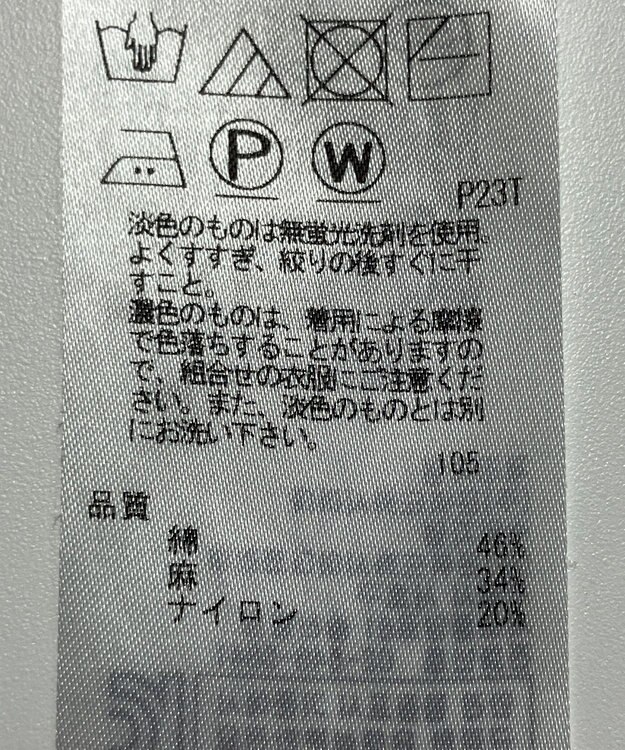 P W
P23T
淡色のものは無蛍光洗剤を使用、
よくすすぎ、絞りの後すぐに干
すこと。
濃色のものは、着用による摩擦
で色落ちすることがありますの
で、組合せの衣服にご注意くだ
さい。また、淡色のものとは別
にお洗い下さい。
105
品質
綿 46%
麻 34%
ナイロン 20%